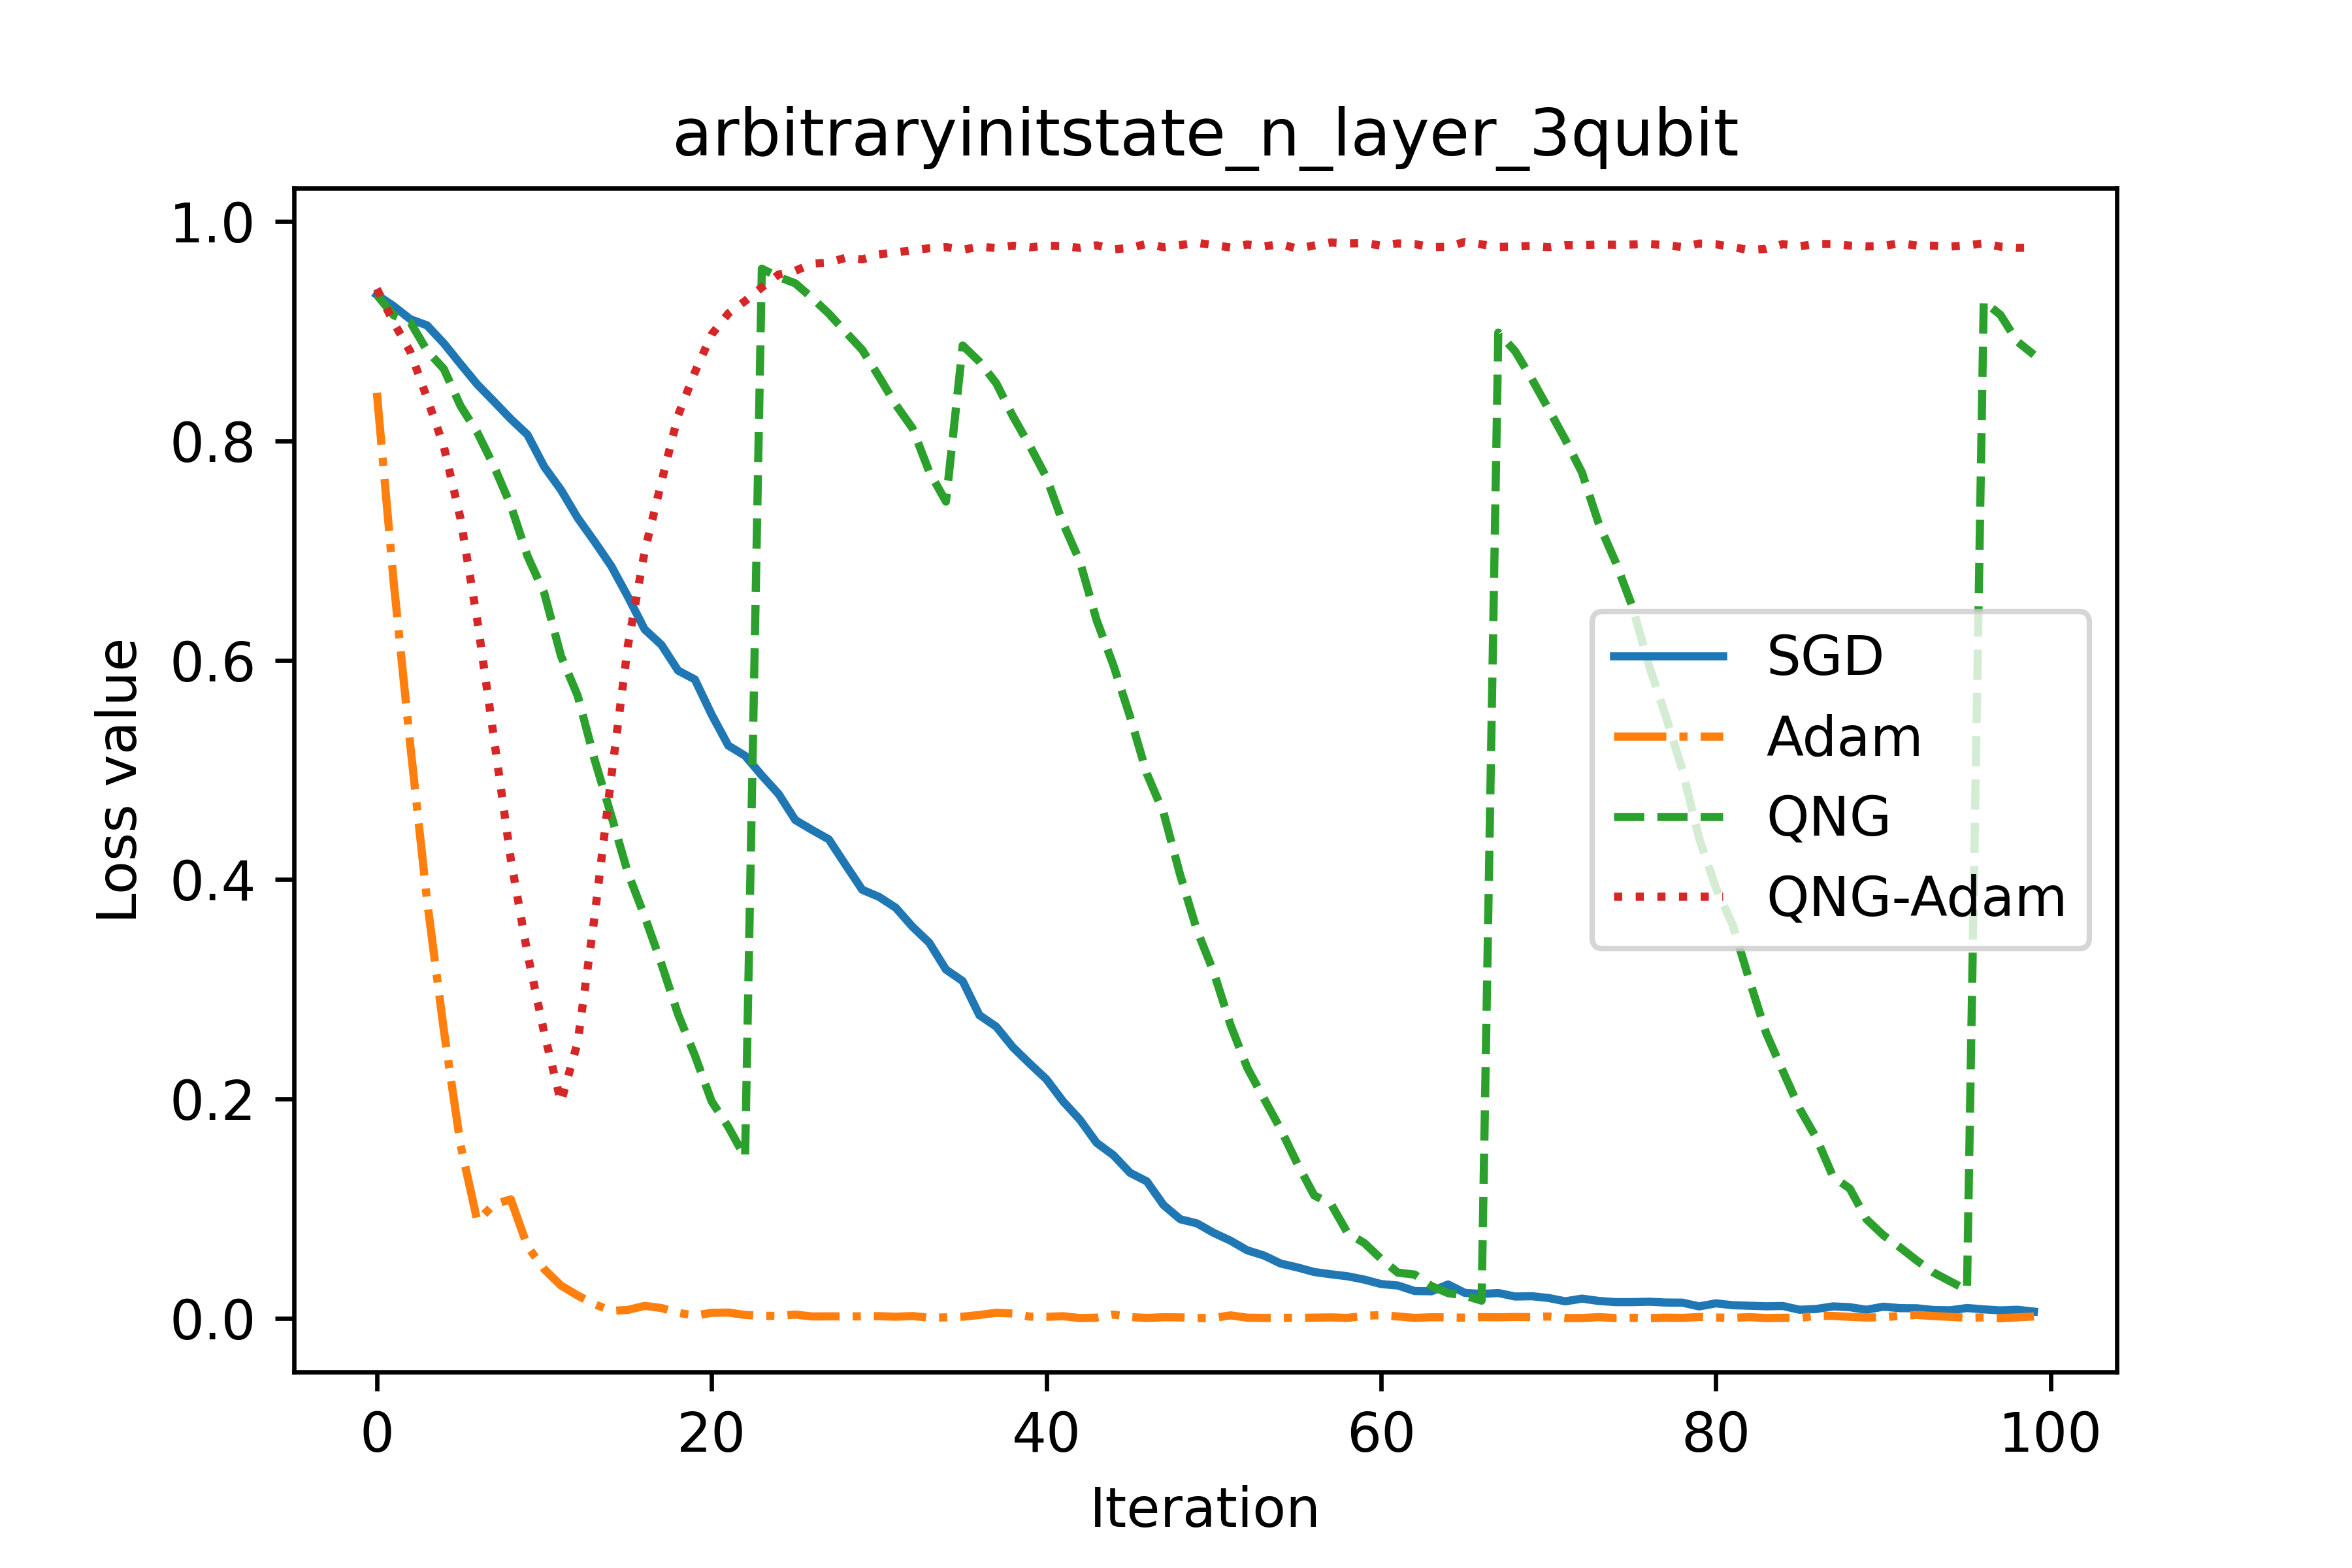 arbitraryinitstate_n_layer_3qubit
1.0
0.8
0.6
0.4
0.2
0.0
Loss value
0 20 40 60 80 100
Iteration
SGD
Adam
QNG
QNG-Adam